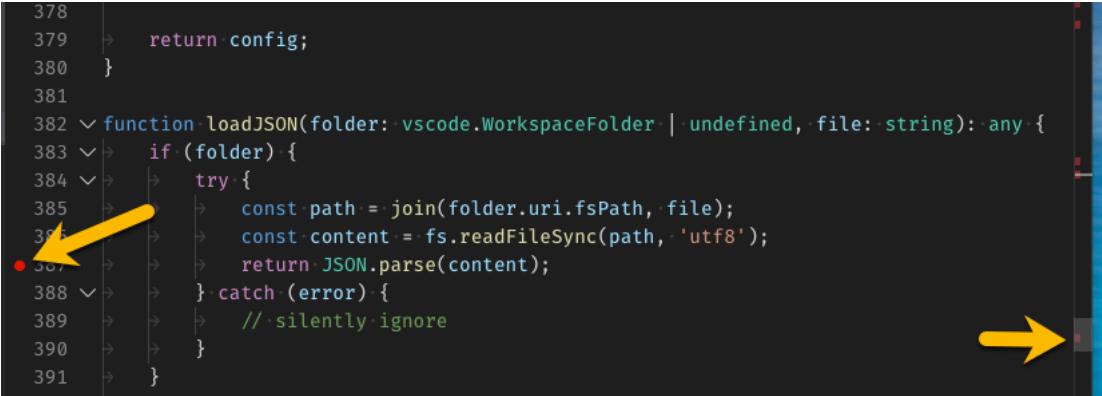 378
379 return config;
380 }
381
382 function loadJSON(folder: vscode.WorkspaceFolder | undefined, file: string): any {
383 if (folder) {
384 try {
385 const path = join(folder.uri.fsPath, file);
386 const content = fs.readFileSync(path, 'utf8');
387 return JSON.parse(content);
388 } catch (error) {
389 // silently ignore
390 }
391 }